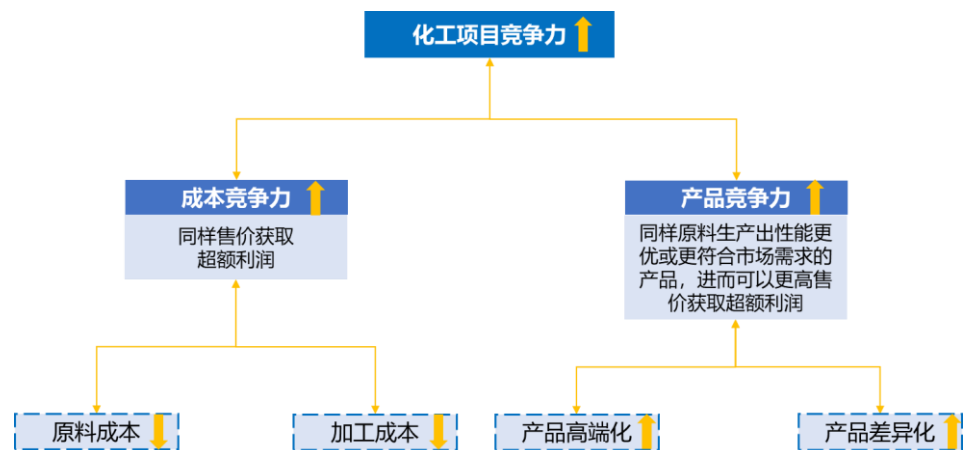 化工项目竞争力
成本竞争力
同样售价获取
超额利润
产品竞争力
同样原料生产出性能更
优或更符合市场需求的
产品，进而可以更高售
价获取超额利润
原料成本
加工成本
产品高端化
产品差异化